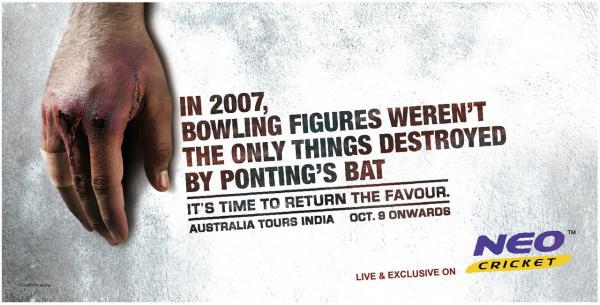 IN 2007,
BOWLING FIGURES WEREN'T
THE ONLY THINGS DESTROYED
BY PONTING'S BAT
IT'S TIME TO RETURN THE FAVOUR.
AUSTRALIA TOURS INDIA OCT. 9 ONWARDS
LIVE & EXCLUSIVE ON
NEO™
CRICKET